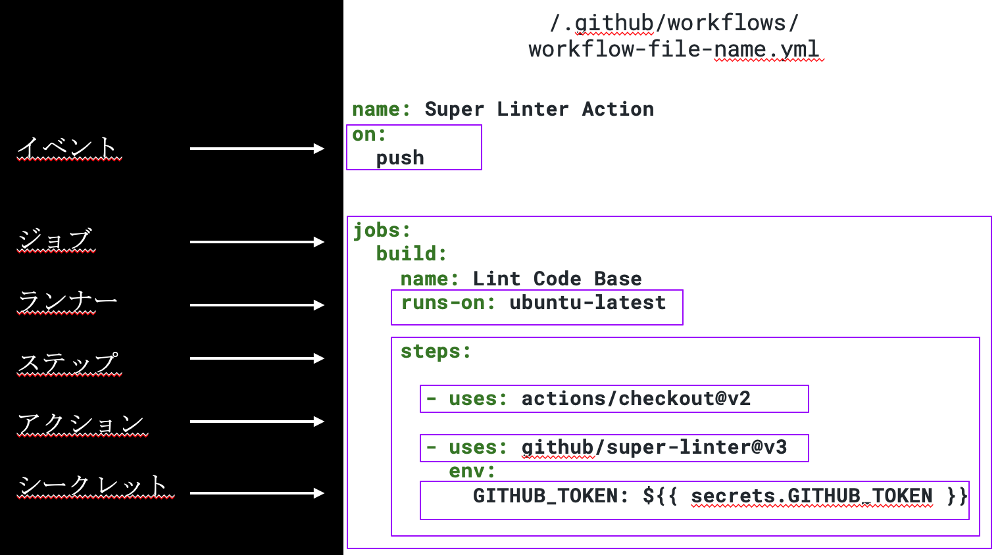 /.github/workflows/
workflow-file-name.yml
name: Super Linter Action
イベント
on:
push
ジョブ
jobs:
build:
name: Lint Code Base
ランナー
runs-on: ubuntu-latest
ステップ
steps:
アクション
- uses: actions/checkout@v2
- uses: github/super-linter@v3
env:
シークレット
GITHUB_TOKEN: ${{ secrets.GITHUB_TOKEN }}